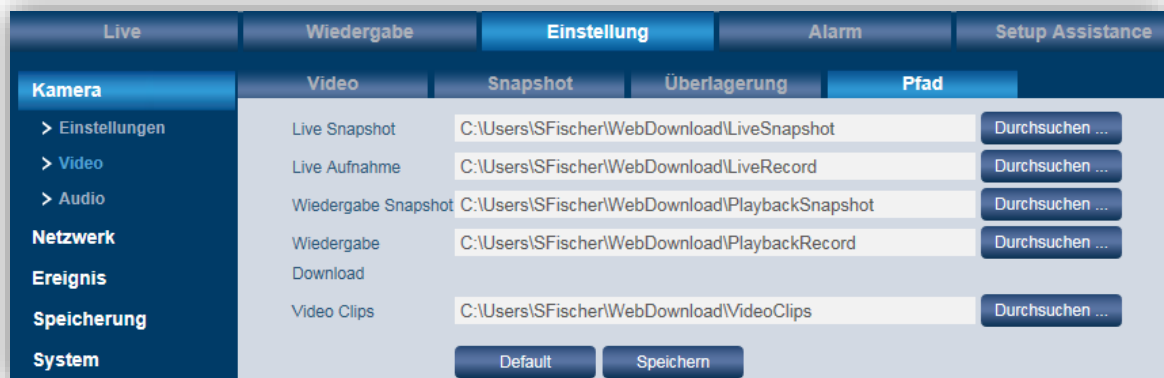 Live Wiedergabe Einstellung Alarm Setup Assistance
Kamera
> Einstellungen
> Video
> Audio
Netzwerk
Ereignis
Speicherung
System
Video Snapshot Überlagerung Pfad
Live Snapshot C:\Users\SFischer\WebDownload\LiveSnapshot Durchsuchen ...
Live Aufnahme C:\Users\SFischer\WebDownload\LiveRecord Durchsuchen ...
Wiedergabe Snapshot C:\Users\SFischer\WebDownload\PlaybackSnapshot Durchsuchen ...
Wiedergabe C:\Users\SFischer\WebDownload\PlaybackRecord Durchsuchen ...
Download
Video Clips C:\Users\SFischer\WebDownload\VideoClips Durchsuchen ...
Default Speichern